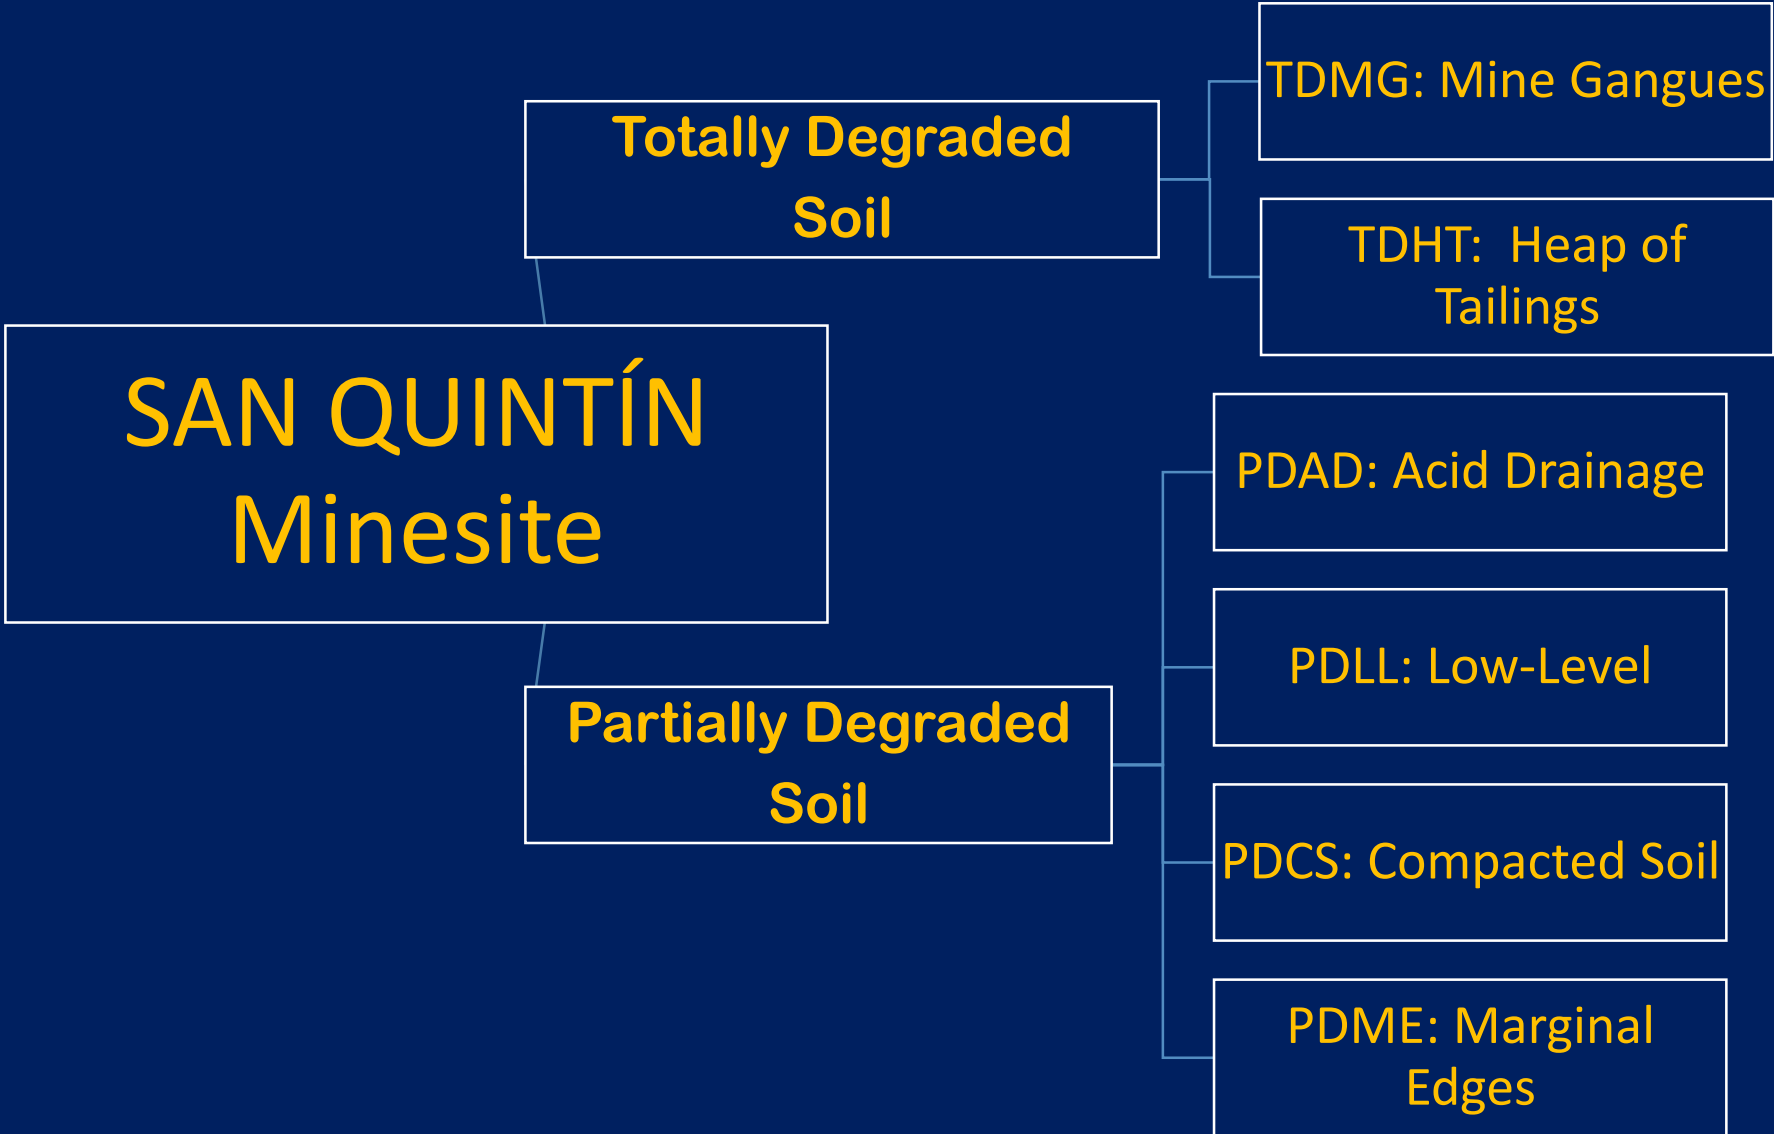 TDMG: Mine Gangues
Totally Degraded
Soil
TDHT: Heap of
Tailings
SAN QUINTÍN
Minesite
PDAD: Acid Drainage
PDLL: Low-Level
Partially Degraded
Soil
PDCS: Compacted Soil
PDME: Marginal
Edges